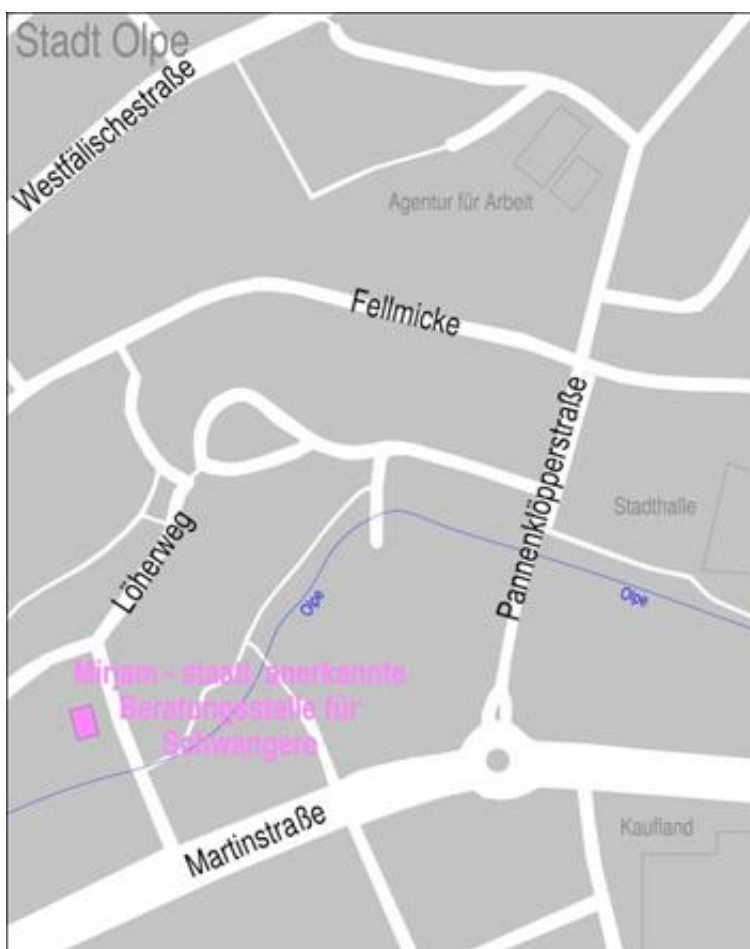 Stadt Olpe
Westfälischestraße
Agentur für Arbeit
Fellmicke
Pannenklöpperstraße
Stadthalle
Löherweg
Olpe
Olpe
Mirjam - staatl. anerkannte
Beratungsstelle für
Schwangere
Martinstraße
Kaufland